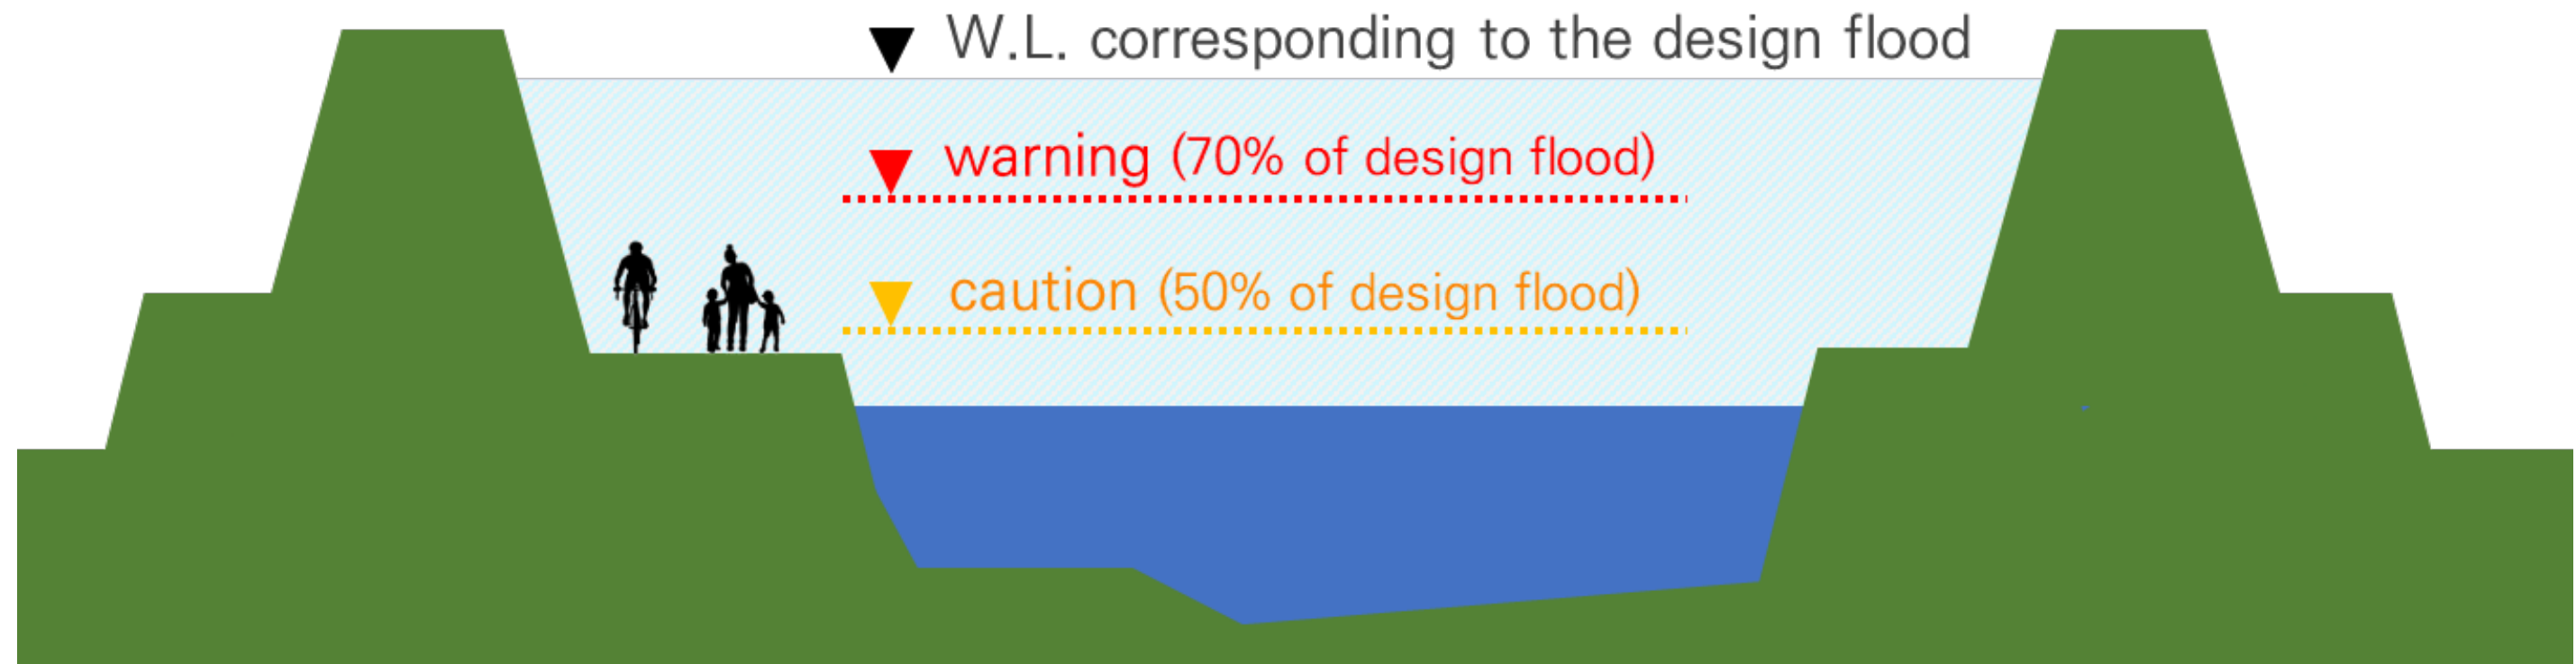 W.L. corresponding to the design flood
warning (70% of design flood)
caution (50% of design flood)